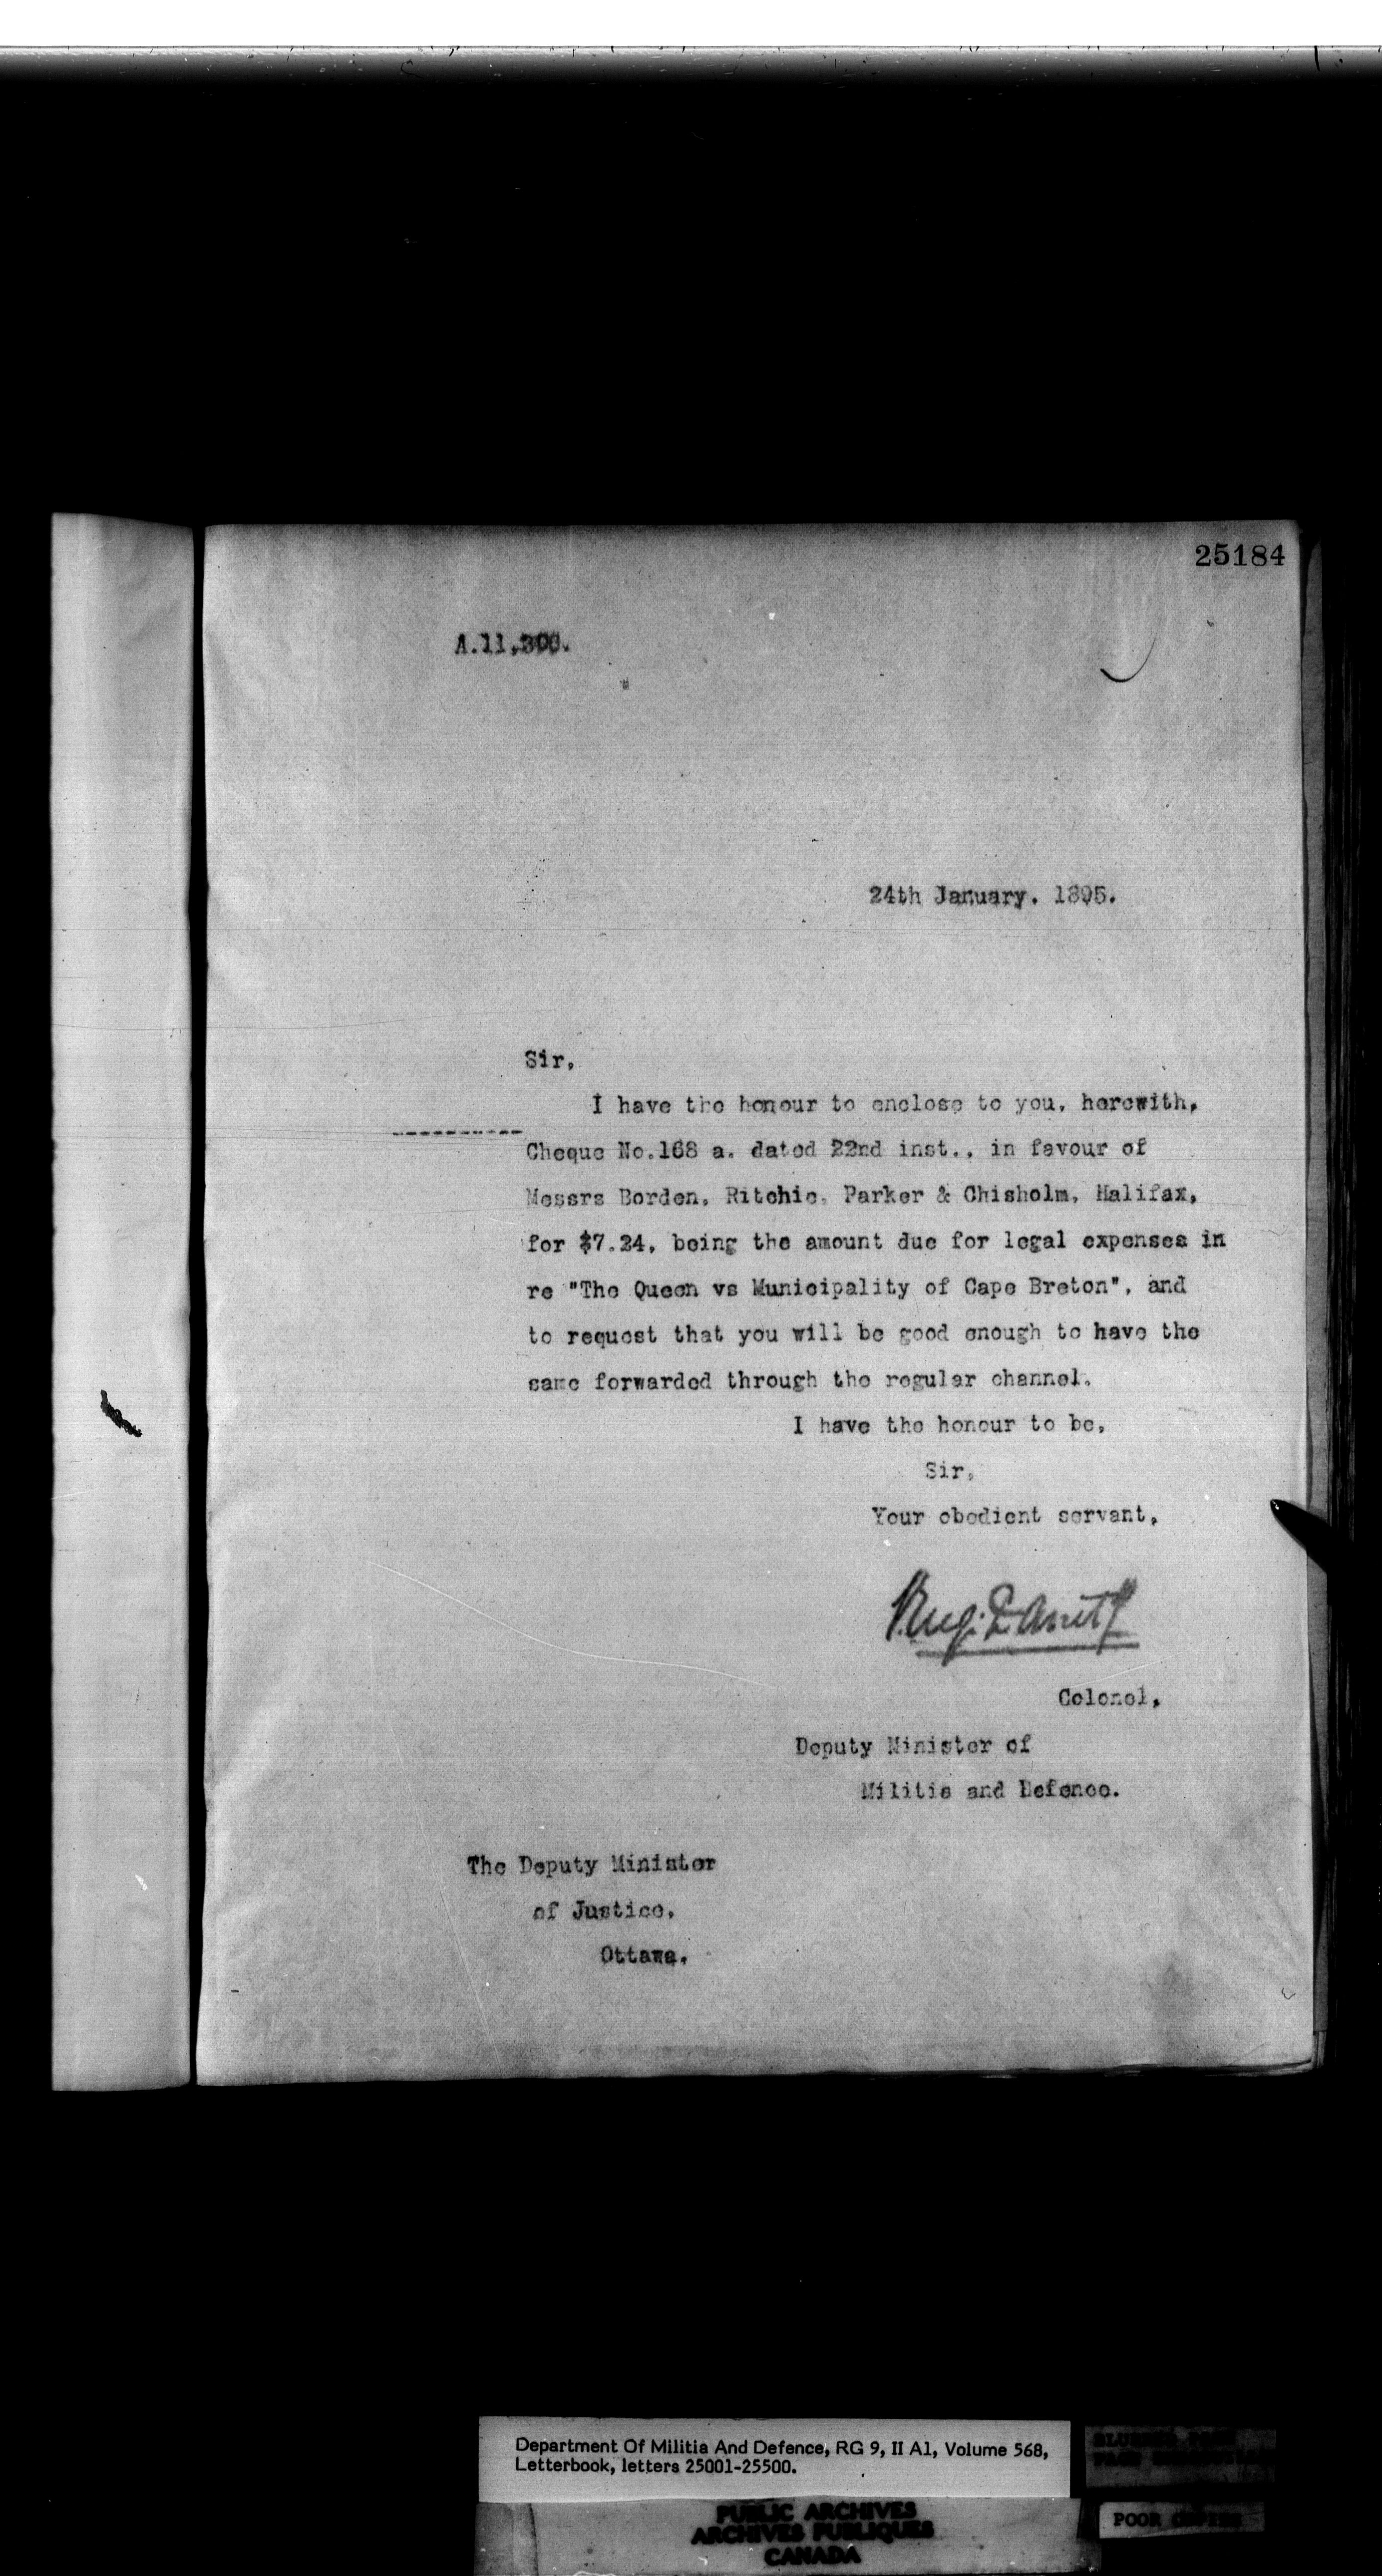 25184
A.11,300.
24th January. 1895.
Sir,
I have the honour to enclose to you, herewith,
Cheque No.168 a. dated 22nd inst., in favour of
Messrs Borden, Ritchie, Parker & Chisholm, Halifax,
for $7.24, being the amount due for legal expenses in
re "The Queen vs Municipality of Cape Breton", and
to request that you will be good enough to have the
same forwarded through the regular channel.
I have the honour to be,
Sir,
Your obedient servant,
Colonel,
Deputy Minister of
Militia and Defence.
The Deputy Minister
of Justice,
Ottawa.
Department Of Militia And Defence, RG 9, II A1, Volume 568,
Letterbook, letters 25001-25500.
PUBLIC ARCHIVES
ARCHIVES PUBLIQUES
CANADA
POOR